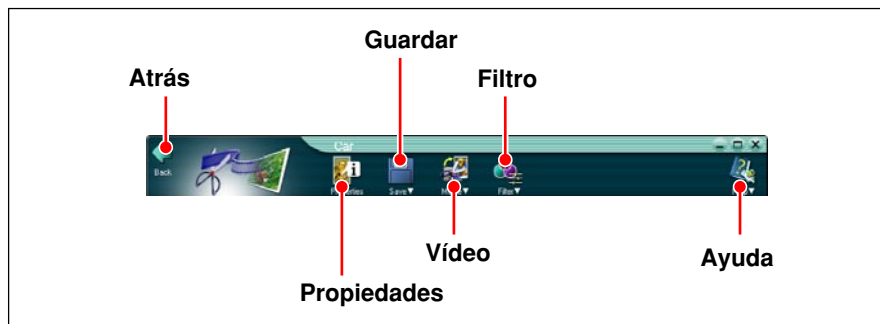 Guardar
Atrás
Filtro
Car
Back
Save▼
Filter▼
Vídeo
Ayuda
Propiedades